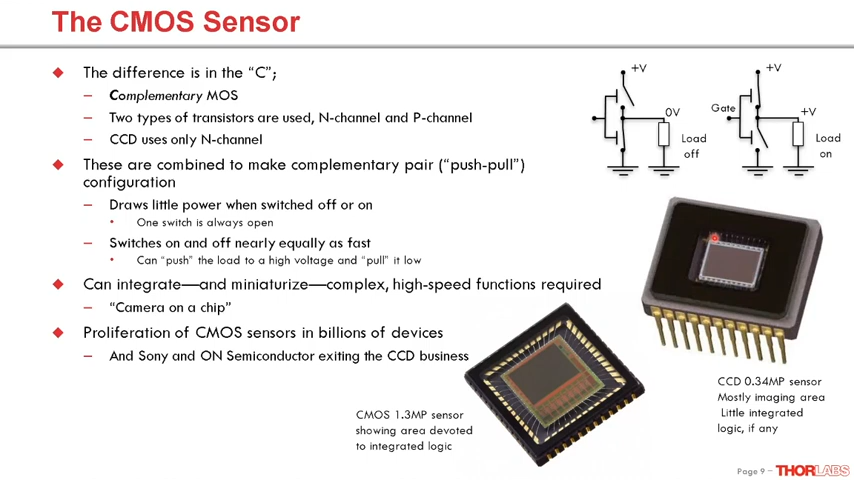 The CMOS Sensor
◆ The difference is in the “C”;
– Complementary MOS
– Two types of transistors are used, N-channel and P-channel
– CCD uses only N-channel
◆ These are combined to make complementary pair (“push-pull”)
configuration
– Draws little power when switched off or on
• One switch is always open
– Switches on and off nearly equally as fast
• Can “push” the load to a high voltage and “pull” it low
◆ Can integrate—and miniaturize—complex, high-speed functions required
– “Camera on a chip”
◆ Proliferation of CMOS sensors in billions of devices
– And Sony and ON Semiconductor exiting the CCD business
+V
0V
Load
off
+V
Gate
+V
Load
on
CMOS 1.3MP sensor
showing area devoted
to integrated logic
CCD 0.34MP sensor
Mostly imaging area
Little integrated
logic, if any
Page 9 –
THORLABS